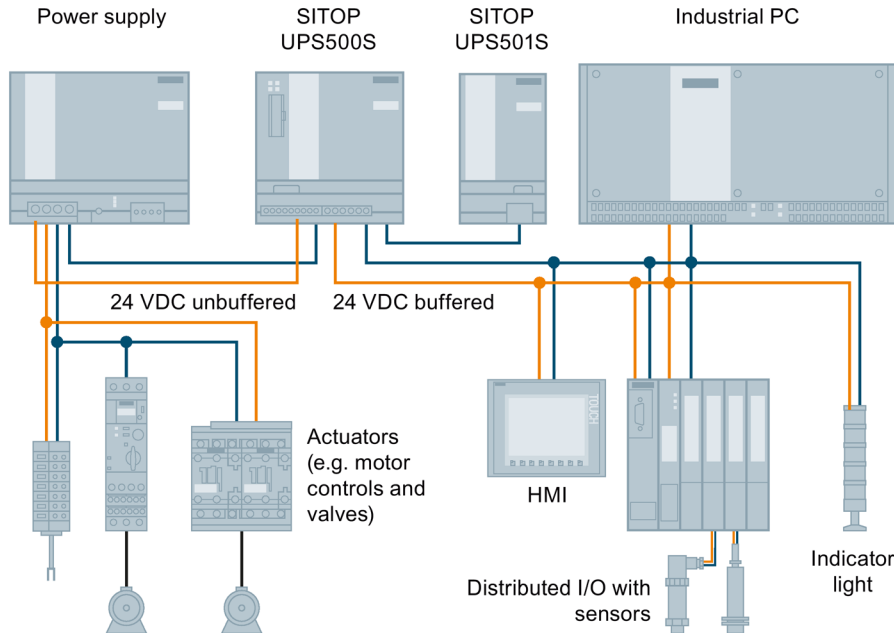 Power supply
SITOP
UPS500S
SITOP
UPS501S
Industrial PC
24 VDC unbuffered
24 VDC buffered
TOUCH
Actuators
(e.g. motor
controls and
valves)
HMI
Distributed I/O with
sensors
Indicator
light